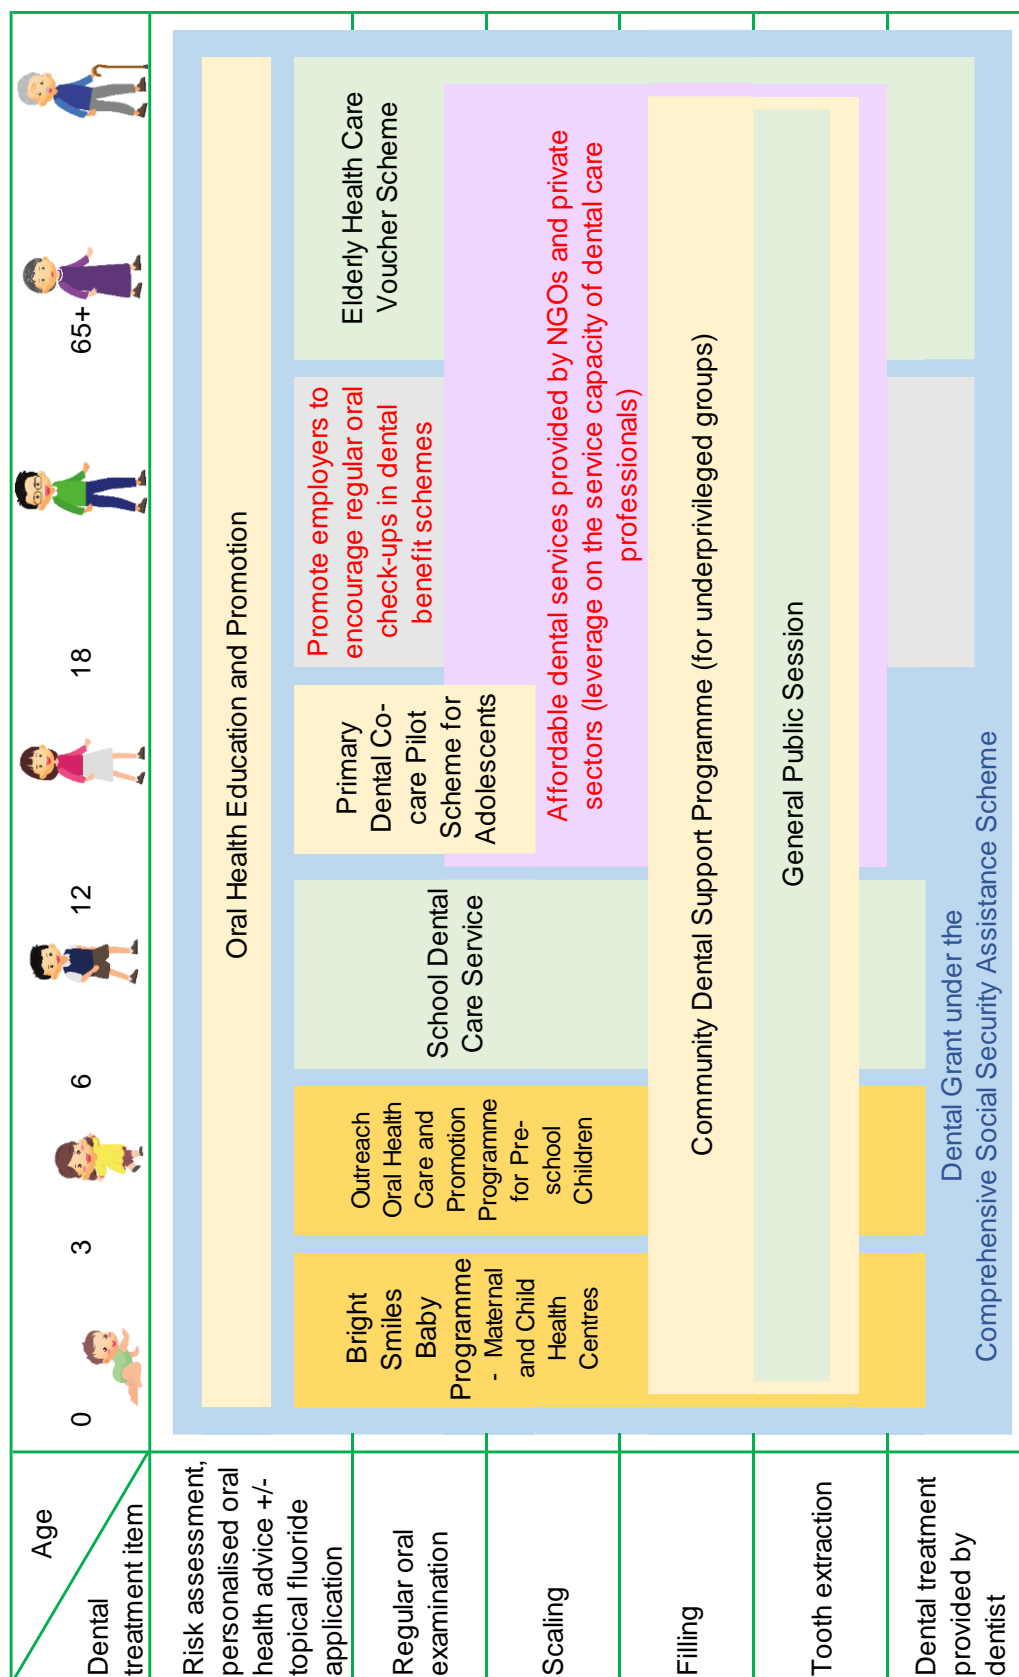 Age
Dental
treatment item
0
3
6
12
18
65+
Risk assessment,
personalised oral
health advice +/-
topical fluoride
application
Regular oral
examination
Scaling
Filling
Tooth extraction
Dental treatment
provided by
dentist
Oral Health Education and Promotion
Bright
Smiles
Baby
Programme
- Maternal
and Child
Health
Centres
Outreach
Oral Health
Care and
Promotion
Programme
for Pre-
school
Children
School Dental
Care Service
Primary
Dental Co-
care Pilot
Scheme for
Adolescents
Promote employers to
encourage regular oral
check-ups in dental
benefit schemes
Elderly Health Care
Voucher Scheme
Affordable dental services provided by NGOs and private
sectors (leverage on the service capacity of dental care
professionals)
Community Dental Support Programme (for underprivileged groups)
General Public Session
Dental Grant under the
Comprehensive Social Security Assistance Scheme